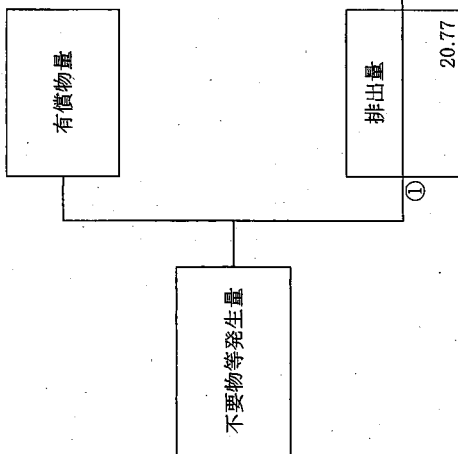 不要物等発生量
有償物量
①
排出量
20.77